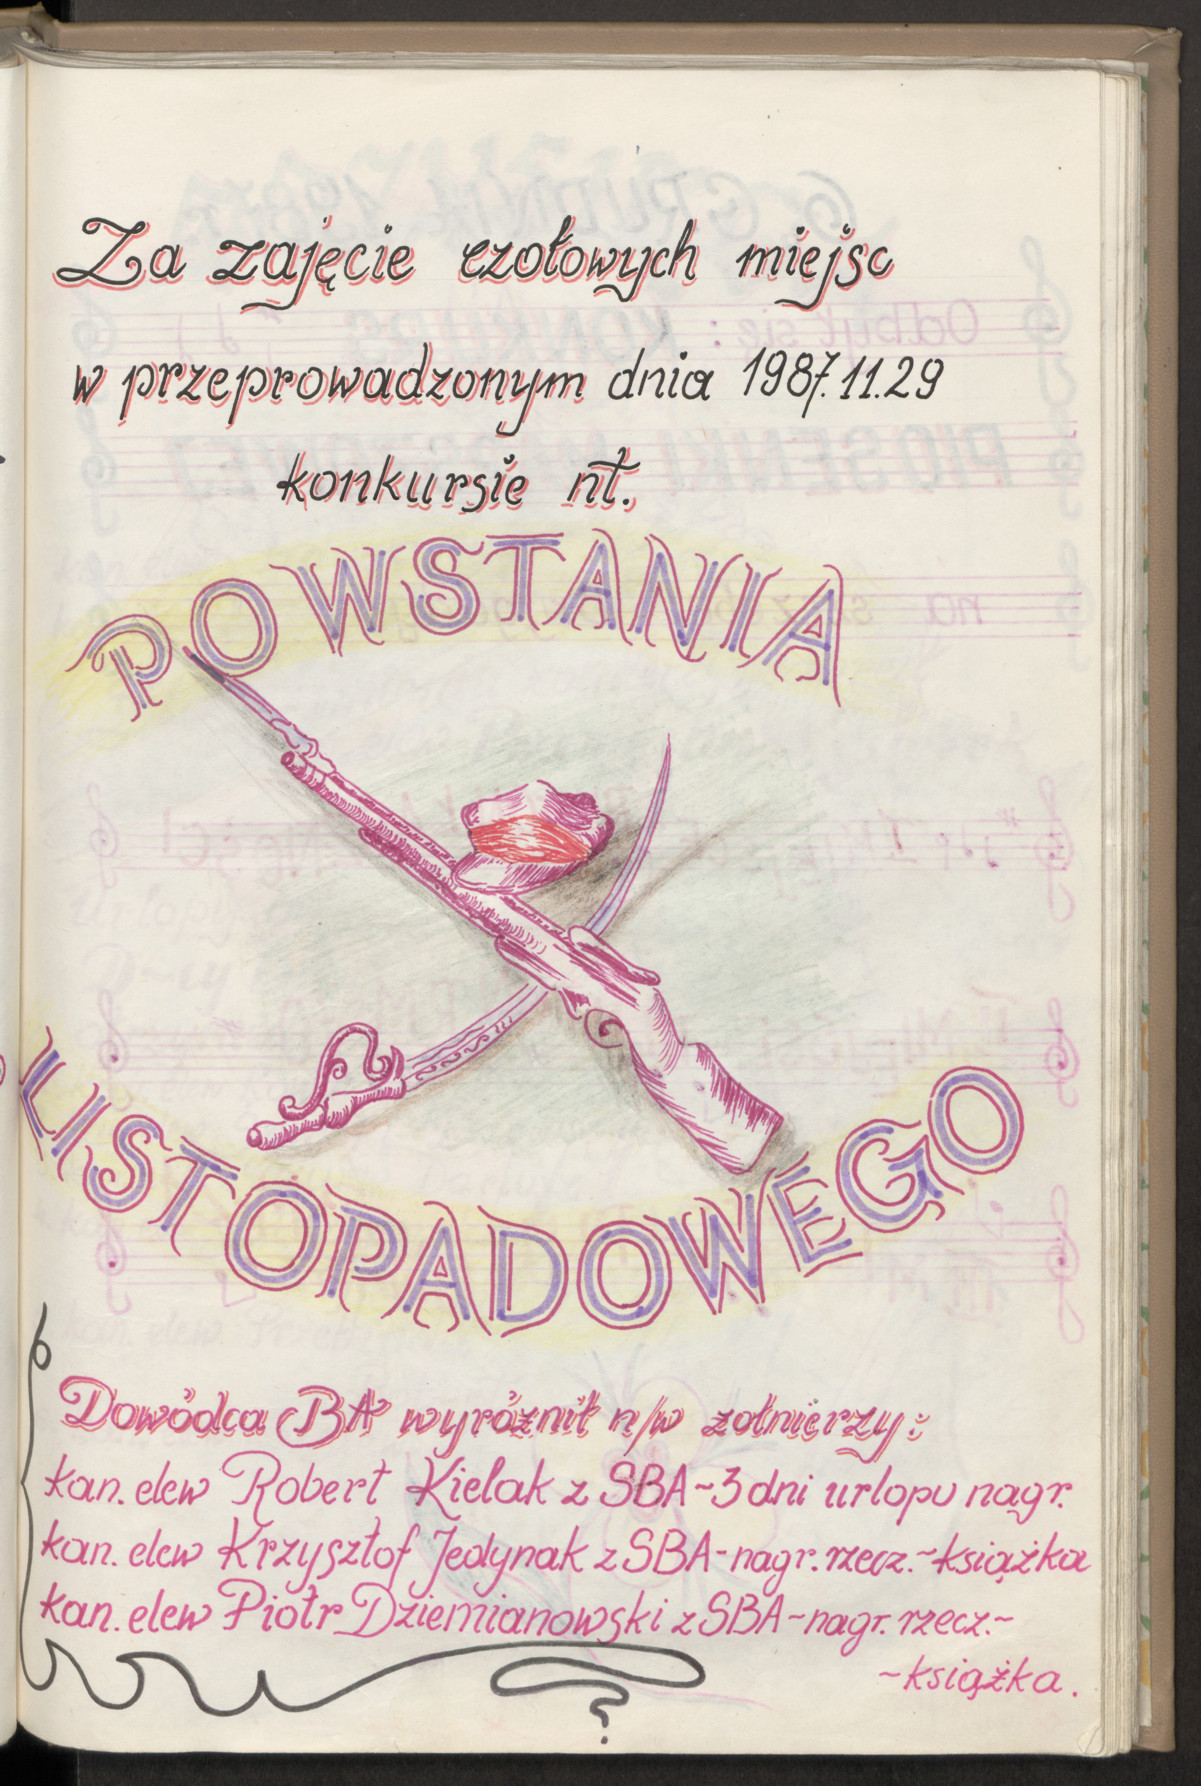 Za zajęcie czołowych miejsc
w przeprowadzonym dnia 1987.11.29
konkursie nt.
POWSTANIA
LISTOPADOWEGO
Dowódca BA wyróżnił n/w żołnierzy:
kan. elew Robert Kielak z SBA~3 dni urlopu nagr.
kan. elew Krzysztof Jedynak z SBA-nagr. rzecz.~książka
kan. elew Piotr Dziemianowski z SBA~nagr. rzecz.~
~książka.